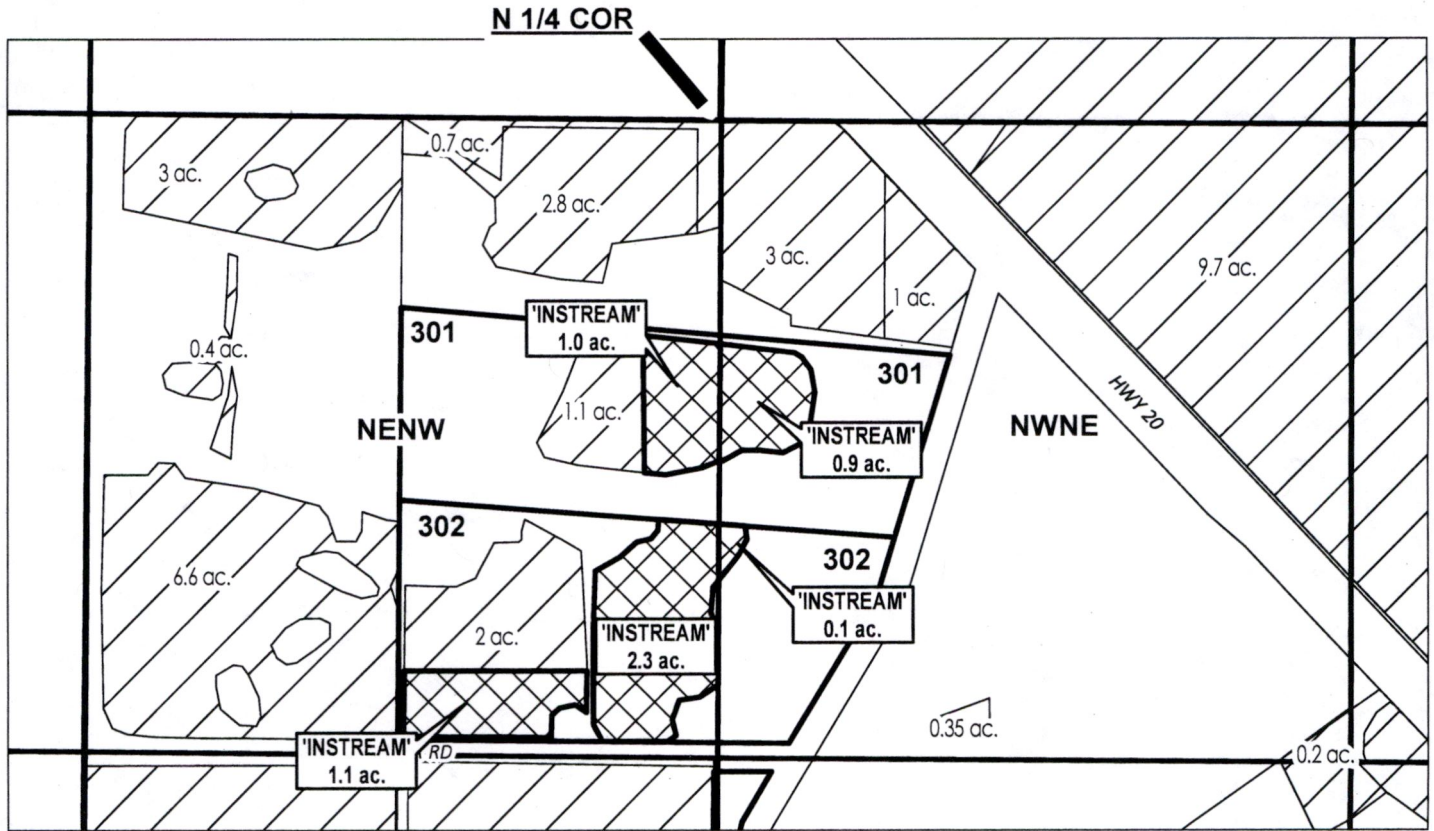 N 1/4 COR
0.7 ac.
3 ac.
2.8 ac.
3 ac.
9.7 ac.
1 ac.
'INSTREAM'
1.0 ac.
301
301
0.4 ac.
HWY 20
1.1 ac.
NENW
NWNE
'INSTREAM'
0.9 ac.
302
302
6.6 ac.
'INSTREAM'
0.1 ac.
2 ac.
'INSTREAM'
2.3 ac.
0.35 ac.
'INSTREAM'
1.1 ac.
RD
0.2 ac.